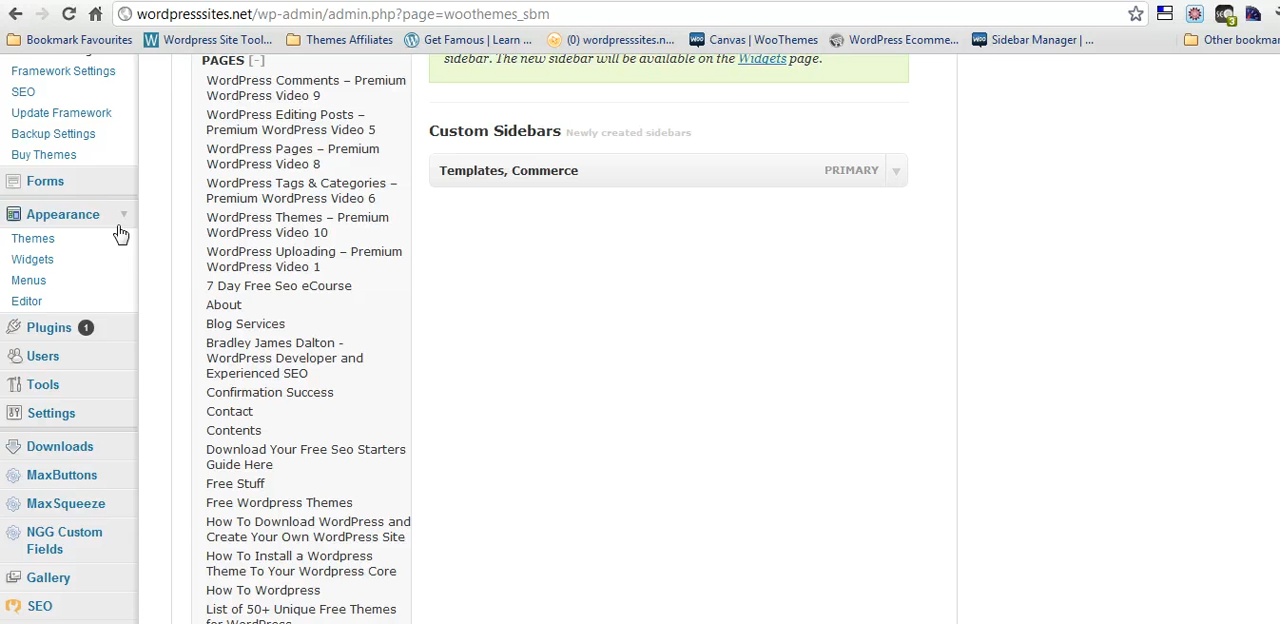 wordpresssites.net/wp-admin/admin.php?page=woothemes_sbm
Bookmark Favourites
Wordpress Site Tool...
Themes Affiliates
Get Famous | Learn ...
(0) wordpresssites.n...
Canvas | WooThemes
WordPress Ecomme...
Sidebar Manager | ...
Other bookmar
Framework Settings
SEO
Update Framework
Backup Settings
Buy Themes
Forms
Appearance
Themes
Widgets
Menus
Editor
Plugins 1
Users
Tools
Settings
Downloads
MaxButtons
MaxSqueeze
NGG Custom
Fields
Gallery
SEO
PAGES [-]
WordPress Comments – Premium
WordPress Video 9
WordPress Editing Posts –
Premium WordPress Video 5
WordPress Pages – Premium
WordPress Video 8
WordPress Tags & Categories –
Premium WordPress Video 6
WordPress Themes – Premium
WordPress Video 10
WordPress Uploading – Premium
WordPress Video 1
7 Day Free Seo eCourse
About
Blog Services
Bradley James Dalton -
WordPress Developer and
Experienced SEO
Confirmation Success
Contact
Contents
Download Your Free Seo Starters
Guide Here
Free Stuff
Free Wordpress Themes
How To Download WordPress and
Create Your Own WordPress Site
How To Install a Wordpress
Theme To Your Wordpress Core
How To Wordpress
List of 50+ Unique Free Themes
for WordPress
sidebar. The new sidebar will be available on the Widgets page.
Custom Sidebars Newly created sidebars
Templates, Commerce PRIMARY